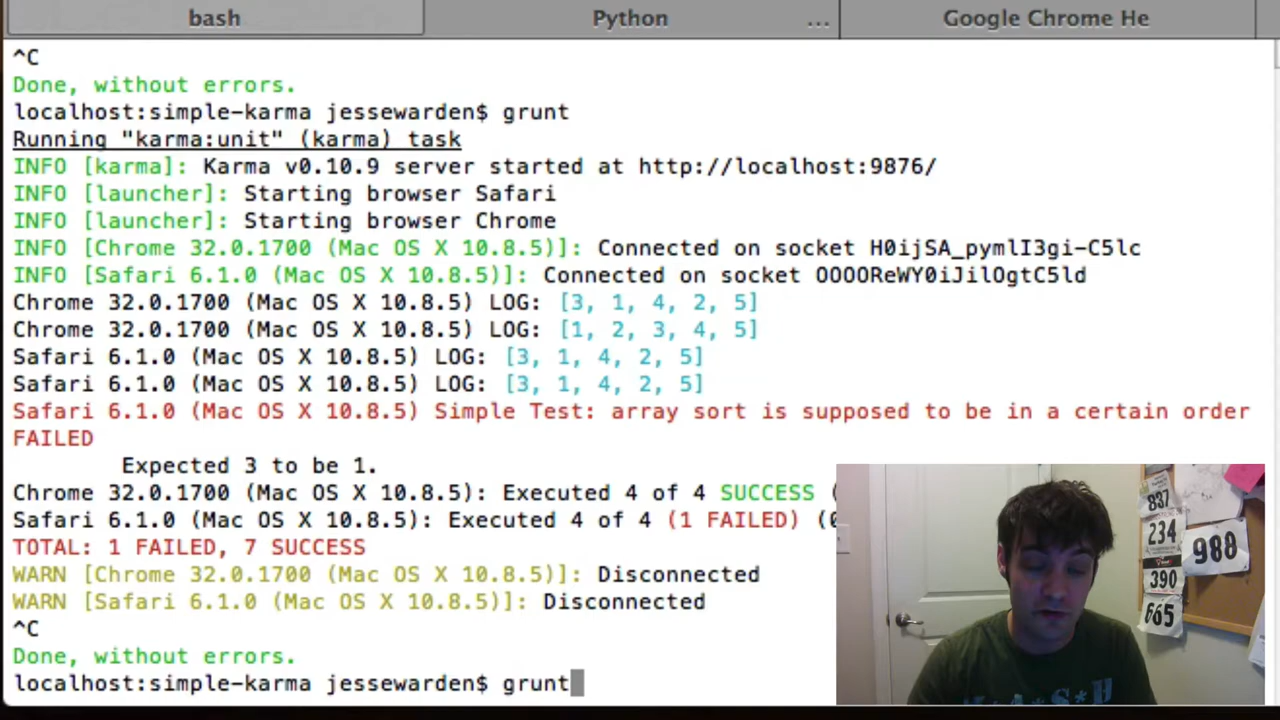 bash
Python
...
Google Chrome He
^C
Done, without errors.
localhost:simple-karma jessewarden$ grunt
Running "karma:unit" (karma) task
INFO [karma]: Karma v0.10.9 server started at http://localhost:9876/
INFO [launcher]: Starting browser Safari
INFO [launcher]: Starting browser Chrome
INFO [Chrome 32.0.1700 (Mac OS X 10.8.5)]: Connected on socket H0ijSA_pymlI3gi-C5lc
INFO [Safari 6.1.0 (Mac OS X 10.8.5)]: Connected on socket OOOOReWY0iJilOgtC5ld
Chrome 32.0.1700 (Mac OS X 10.8.5) LOG: [3, 1, 4, 2, 5]
Chrome 32.0.1700 (Mac OS X 10.8.5) LOG: [1, 2, 3, 4, 5]
Safari 6.1.0 (Mac OS X 10.8.5) LOG: [3, 1, 4, 2, 5]
Safari 6.1.0 (Mac OS X 10.8.5) LOG: [3, 1, 4, 2, 5]
Safari 6.1.0 (Mac OS X 10.8.5) Simple Test: array sort is supposed to be in a certain order
FAILED
Expected 3 to be 1.
Chrome 32.0.1700 (Mac OS X 10.8.5): Executed 4 of 4 SUCCESS (
Safari 6.1.0 (Mac OS X 10.8.5): Executed 4 of 4 (1 FAILED) (0
TOTAL: 1 FAILED, 7 SUCCESS
WARN [Chrome 32.0.1700 (Mac OS X 10.8.5)]: Disconnected
WARN [Safari 6.1.0 (Mac OS X 10.8.5)]: Disconnected
^C
Done, without errors.
localhost:simple-karma jessewarden$ grunt
837
234
988
390
665
M*A*S*H